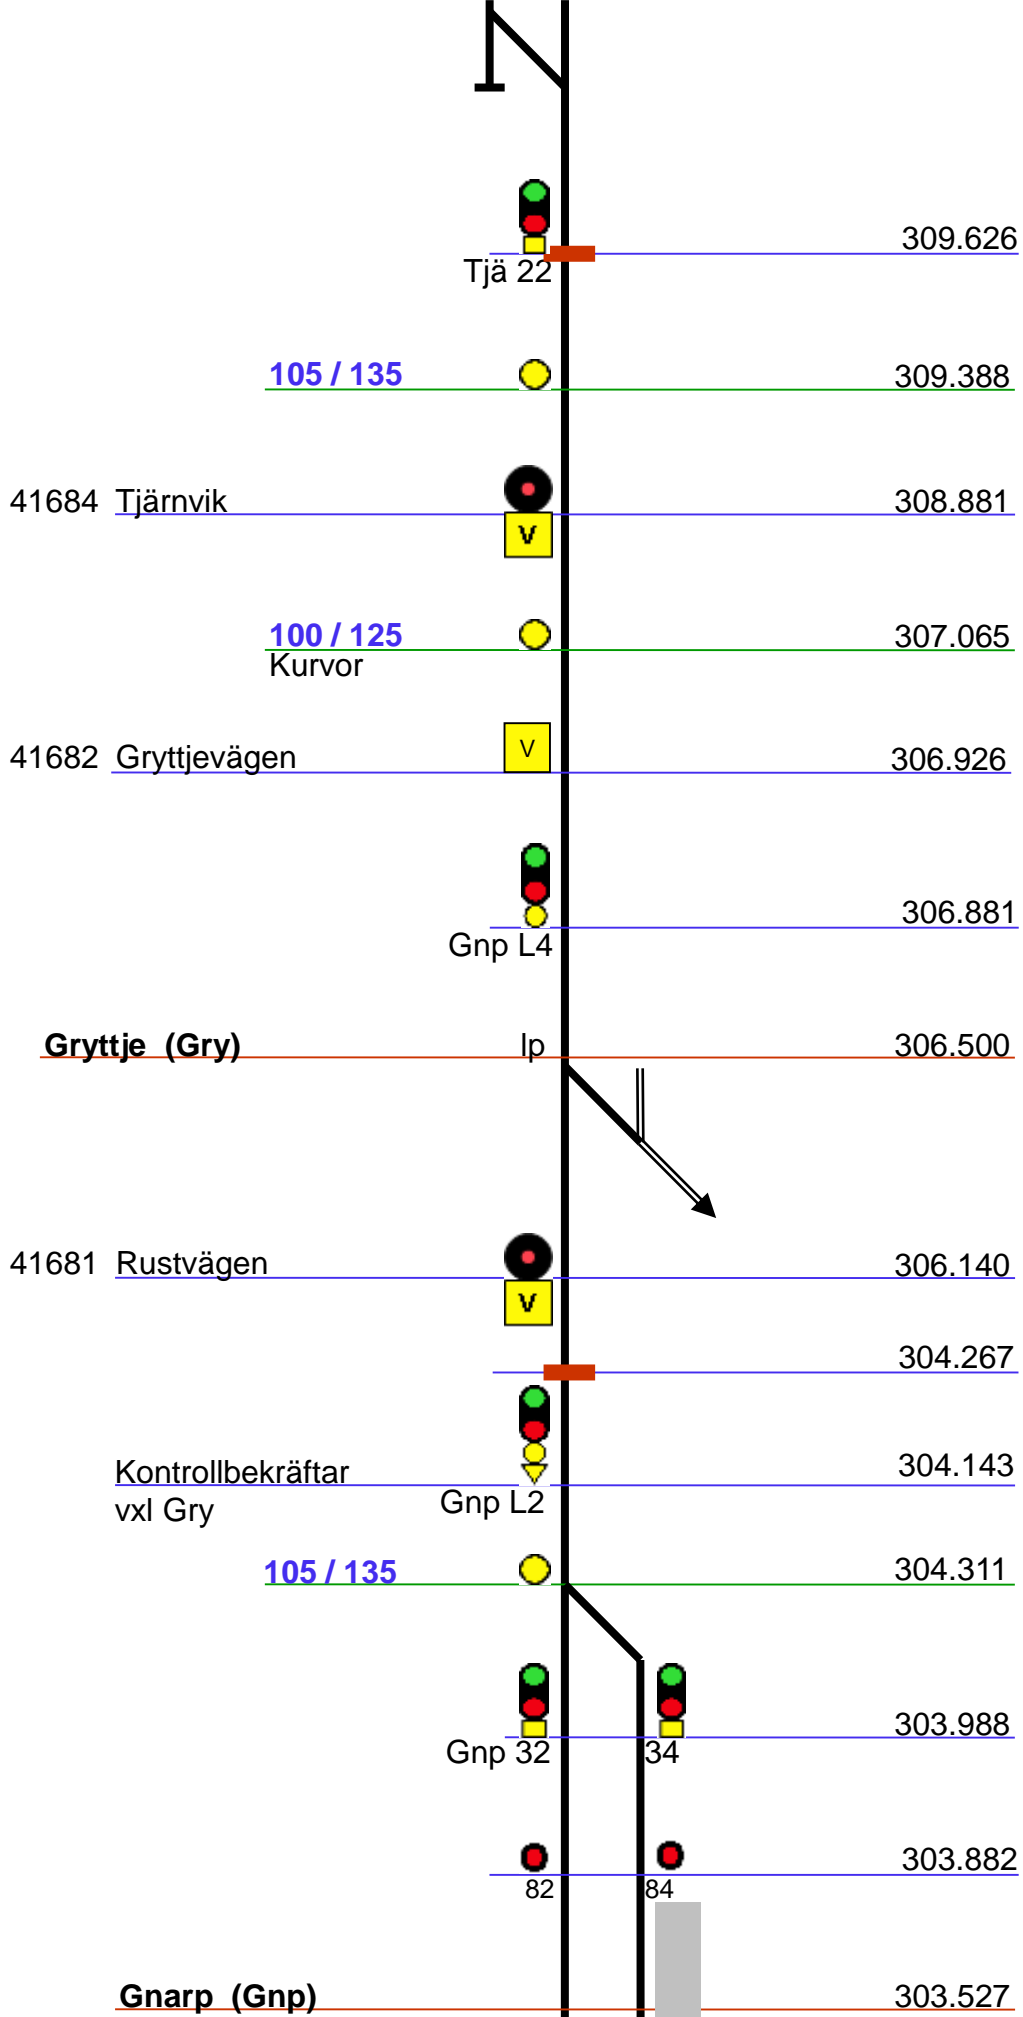 309.626
Tjä 22
105 / 135 309.388
41684 Tjärnvik 308.881
V
100 / 125 307.065
Kurvor
V
41682 Gryttjevägen 306.926
306.881
Gnp L4
Gryttje (Gry) lp 306.500
41681 Rustvägen 306.140
V
304.267
Kontrollbekräftar 304.143
vxl Gry Gnp L2
105 / 135 304.311
303.988
Gnp 32 34
303.882
82 84
Gnarp (Gnp) 303.527